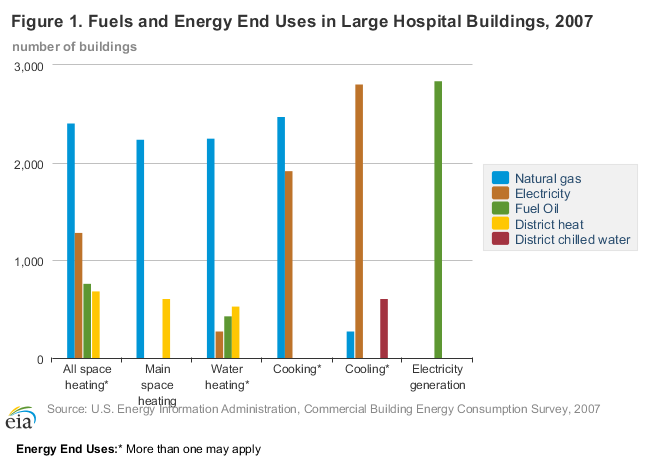 Figure 1. Fuels and Energy End Uses in Large Hospital Buildings, 2007
number of buildings
3,000
2,000
1,000
0
Natural gas
Electricity
Fuel Oil
District heat
District chilled water
All space
heating*
Main
space
heating
Water
heating*
Cooking*
Cooling*
Electricity
generation
eia
Source: U.S. Energy Information Administration, Commercial Building Energy Consumption Survey, 2007
Energy End Uses:* More than one may apply